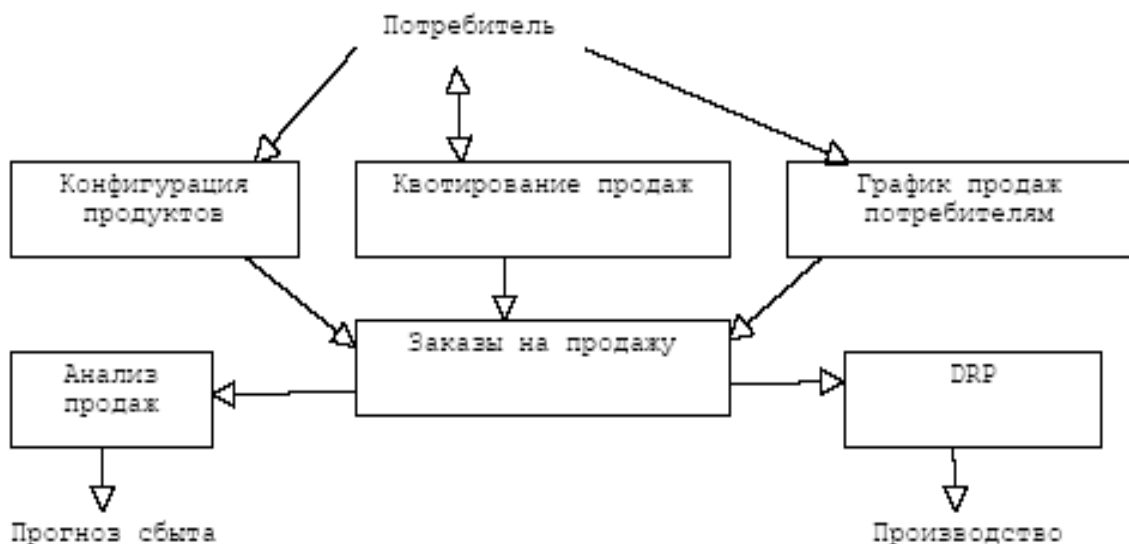 Потребитель
Конфигурация
продуктов
Квотирование продаж
График продаж
потребителям
Заказы на продажу
Анализ
продаж
DRP
Прогноз сбыта
Производство